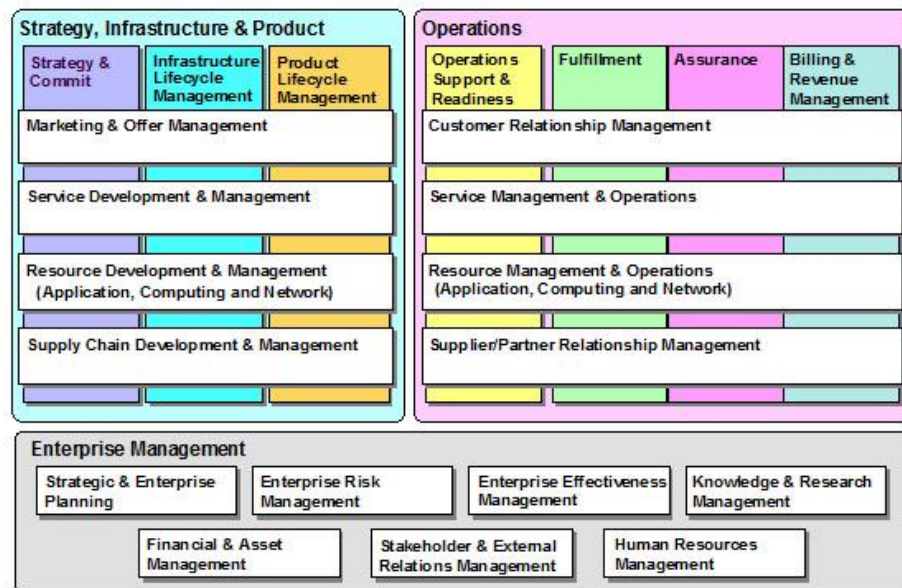 Strategy, Infrastructure & Product
Strategy &
Commit
Infrastructure
Lifecycle
Management
Product
Lifecycle
Management
Marketing & Offer Management
Service Development & Management
Resource Development & Management
(Application, Computing and Network)
Supply Chain Development & Management
Operations
Operations
Support &
Readiness
Fulfillment
Assurance
Billing &
Revenue
Management
Customer Relationship Management
Service Management & Operations
Resource Management & Operations
(Application, Computing and Network)
Supplier/Partner Relationship Management
Enterprise Management
Strategic & Enterprise
Planning
Enterprise Risk
Management
Enterprise Effectiveness
Management
Knowledge & Research
Management
Financial & Asset
Management
Stakeholder & External
Relations Management
Human Resources
Management